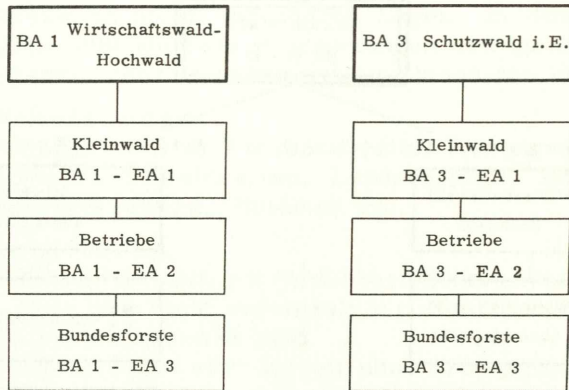 BA 1 Wirtschaftswald-
Hochwald
Kleinwald
BA 1 - EA 1
Betriebe
BA 1 - EA 2
Bundesforste
BA 1 - EA 3
BA 3 Schutzwald i.E.
Kleinwald
BA 3 - EA 1
Betriebe
BA 3 - EA 2
Bundesforste
BA 3 - EA 3